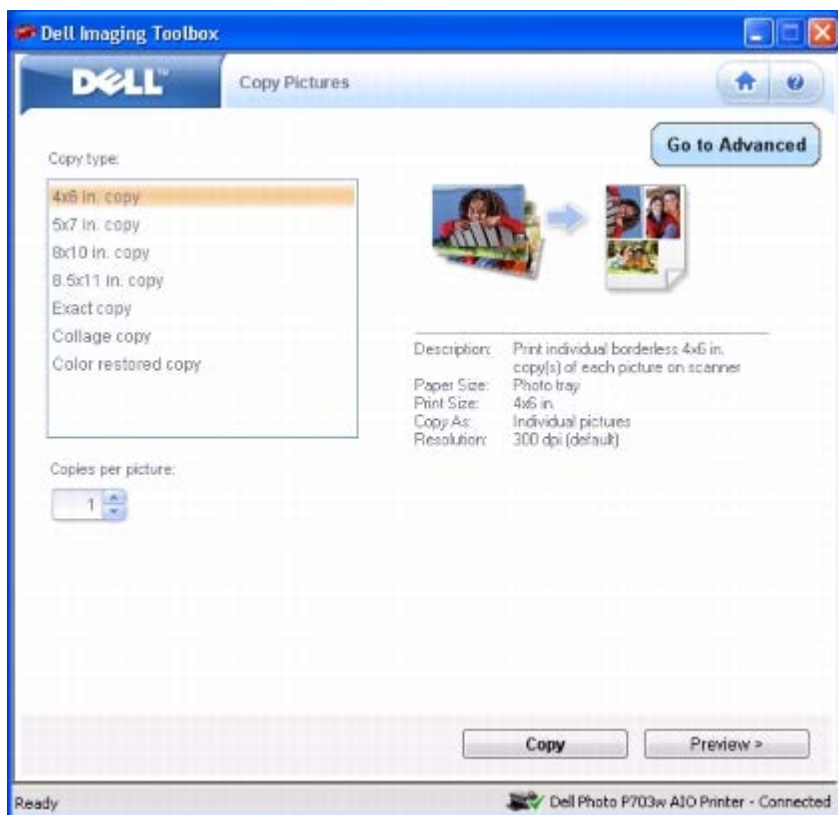 Dell Imaging Toolbox
DELL™
Copy Pictures
Go to Advanced
Copy type:
4x6 in. copy
5x7 in. copy
8x10 in. copy
8.5x11 in. copy
Exact copy
Collage copy
Color restored copy
Description: Print individual borderless 4x6 in.
copy(s) of each picture on scanner
Paper Size: Photo tray
Print Size: 4x6 in.
Copy As: Individual pictures
Resolution: 300 dpi (default)
Copies per picture:
1
Copy
Preview >
Ready
Dell Photo P703w AIO Printer - Connected